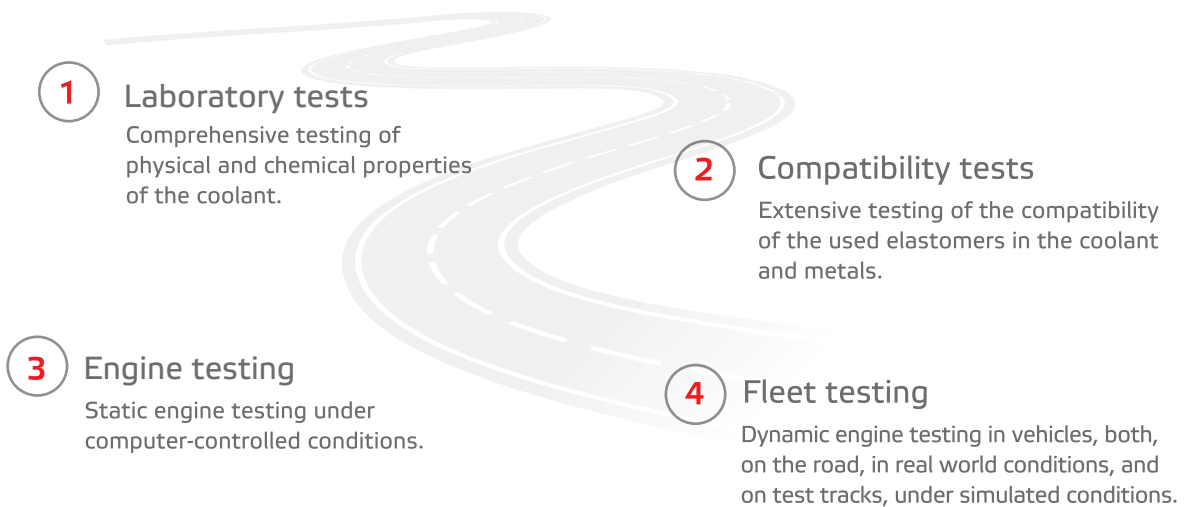 1
Laboratory tests
Comprehensive testing of
physical and chemical properties
of the coolant.
2
Compatibility tests
Extensive testing of the compatibility
of the used elastomers in the coolant
and metals.
3
Engine testing
Static engine testing under
computer-controlled conditions.
4
Fleet testing
Dynamic engine testing in vehicles, both,
on the road, in real world conditions, and
on test tracks, under simulated conditions.